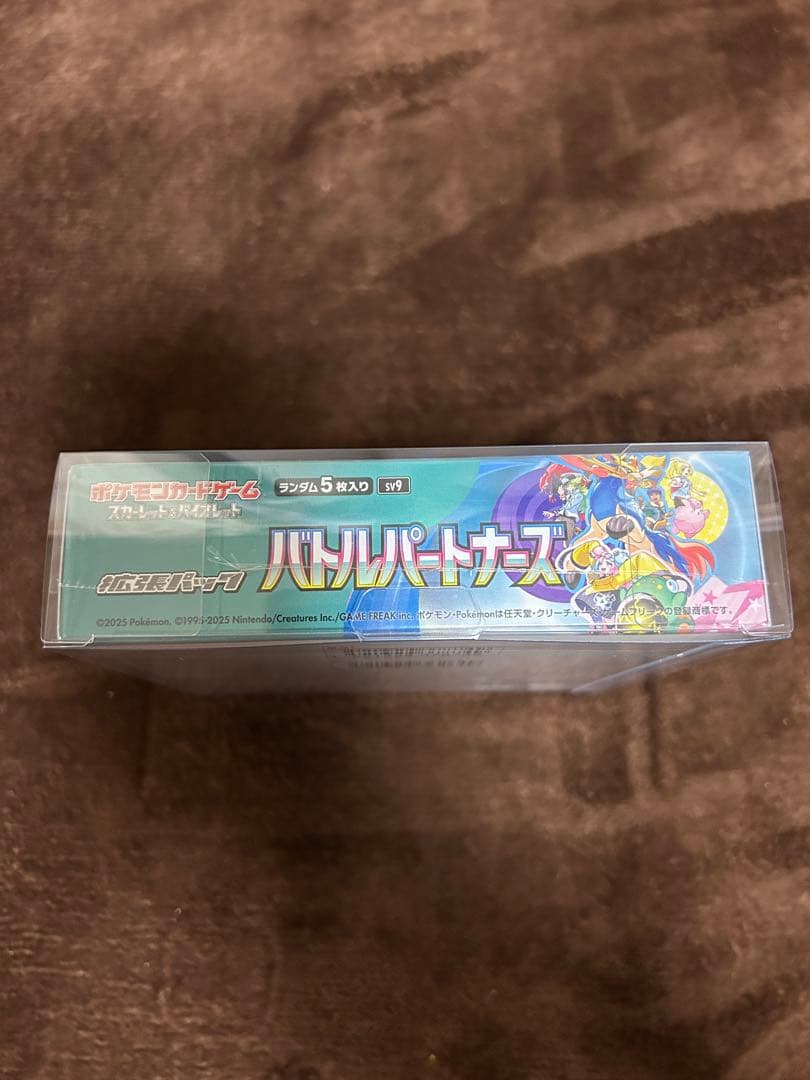 ポケモンカードゲーム
スカーレット&バイオレット
ランダム5枚入り
SV9
拡張パック
バトルパートナーズ
©2025 Pokémon. ©1995-2025 Nintendo/Creatures Inc./GAME FREAK inc. ポケモン・Pokémonは任天堂・クリーチャーズ・ゲームフリークの登録商標です。